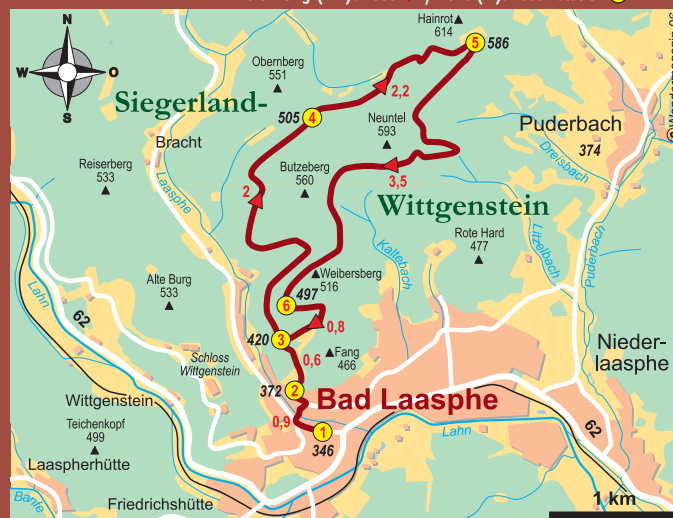 Hainrot
614
N
W
O
S
5
586
Obernberg
551
2,2
Siegerland-
505
4
Neuntel
593
Puderbach
374
Bracht
Dreisbach
Reiserberg
533
Butzeberg
560
3,5
Laasphe
2
Wittgenstein
Rote Hard
477
Litzelbach
Puderbach
Kaltebach
Weibersberg
516
Alte Burg
533
Lahn
62
6
497
0,8
420
3
Nieder-
laasphe
Schloss
Wittgenstein
0,6
Fang
466
372
2
Bad Laasphe
Wittgenstein
0,9
1
346
Lahn
62
Teichenkopf
499
Laaspherhütte
Banfe
Friedrichshütte
1 km